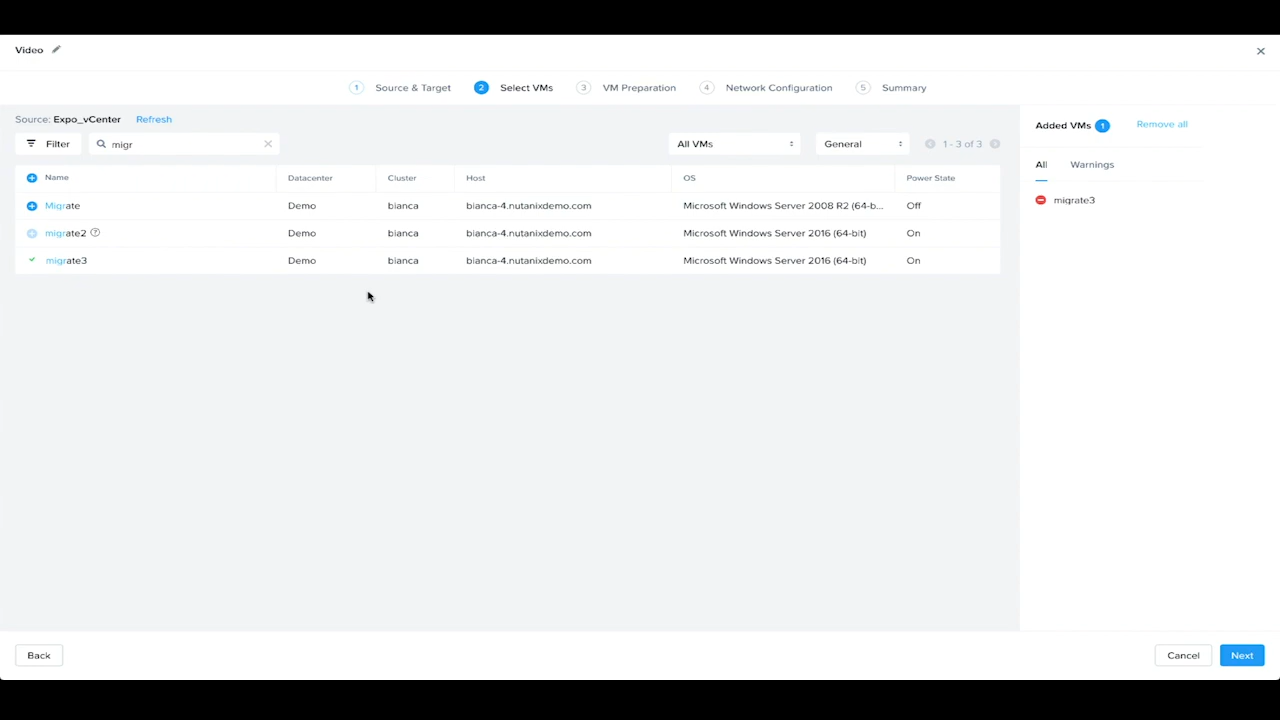 Video
1 Source & Target 2 Select VMs 3 VM Preparation 4 Network Configuration 5 Summary
Source: Expo_vCenter Refresh
Filter migr All VMs General 1 - 3 of 3
Name Datacenter Cluster Host OS Power State
Migrate Demo bianca bianca-4.nutanixdemo.com Microsoft Windows Server 2008 R2 (64-b... Off
migrate2 ? Demo bianca bianca-4.nutanixdemo.com Microsoft Windows Server 2016 (64-bit) On
migrate3 Demo bianca bianca-4.nutanixdemo.com Microsoft Windows Server 2016 (64-bit) On
Added VMs 1 Remove all
All Warnings
migrate3
Back Cancel Next